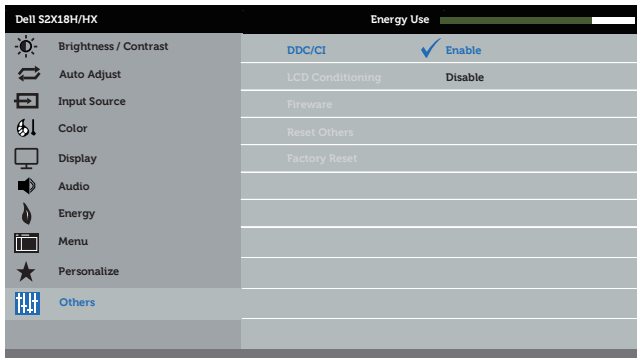 Dell S2X18H/HX
Energy Use
Brightness / Contrast
DDC/CI
Enable
Auto Adjust
LCD Conditioning
Disable
Input Source
Fireware
Color
Reset Others
Display
Factory Reset
Audio
Energy
Menu
Personalize
Others